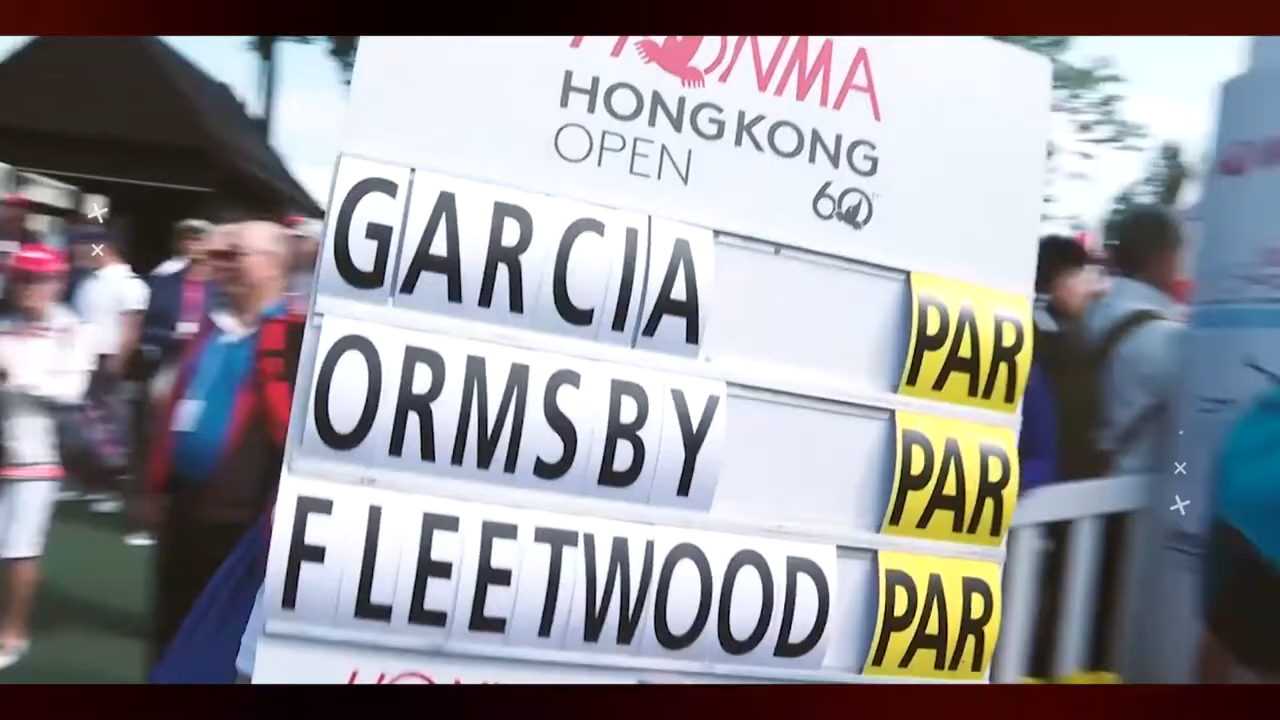 HONMA
HONG KONG
OPEN
60
GARCIA PAR
ORMSBY PAR
FLEETWOOD PAR